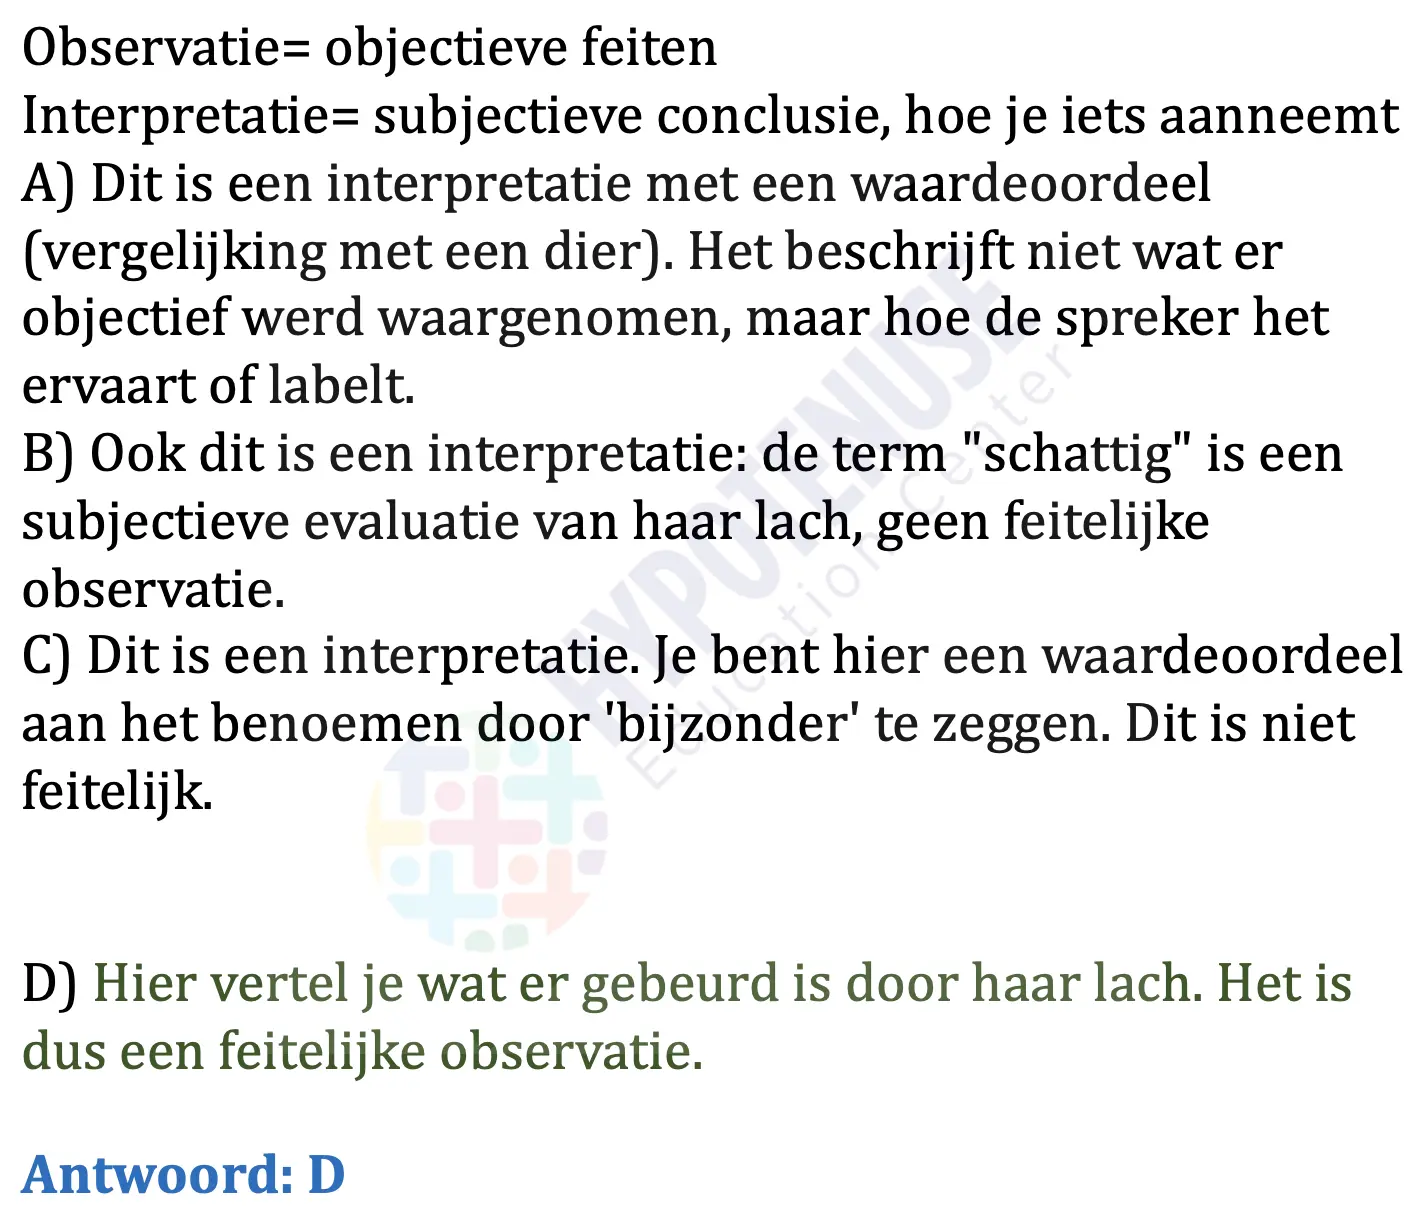 Observatie= objectieve feiten
Interpretatie= subjectieve conclusie, hoe je iets aanneemt
A) Dit is een interpretatie met een waardeoordeel
(vergelijking met een dier). Het beschrijft niet wat er
objectief werd waargenomen, maar hoe de spreker het
ervaart of labelt.
B) Ook dit is een interpretatie: de term "schattig" is een
subjectieve evaluatie van haar lach, geen feitelijke
observatie.
C) Dit is een interpretatie. Je bent hier een waardeoordeel
aan het benoemen door 'bijzonder' te zeggen. Dit is niet
feitelijk.
D) Hier vertel je wat er gebeurd is door haar lach. Het is
dus een feitelijke observatie.
Antwoord: D
HYPOTENUSE
Education Center